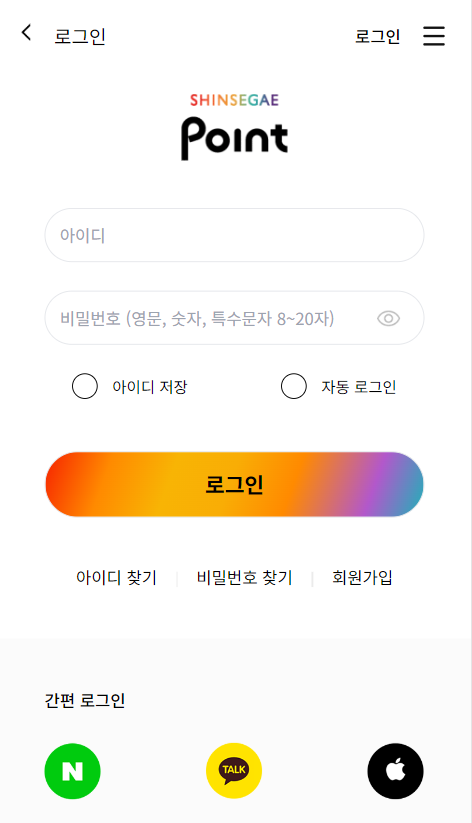 로그인 로그인
SHINSEGAE
Point
아이디
비밀번호 (영문, 숫자, 특수문자 8~20자)
아이디 저장 자동 로그인
로그인
아이디 찾기 | 비밀번호 찾기 | 회원가입
간편 로그인
N TALK